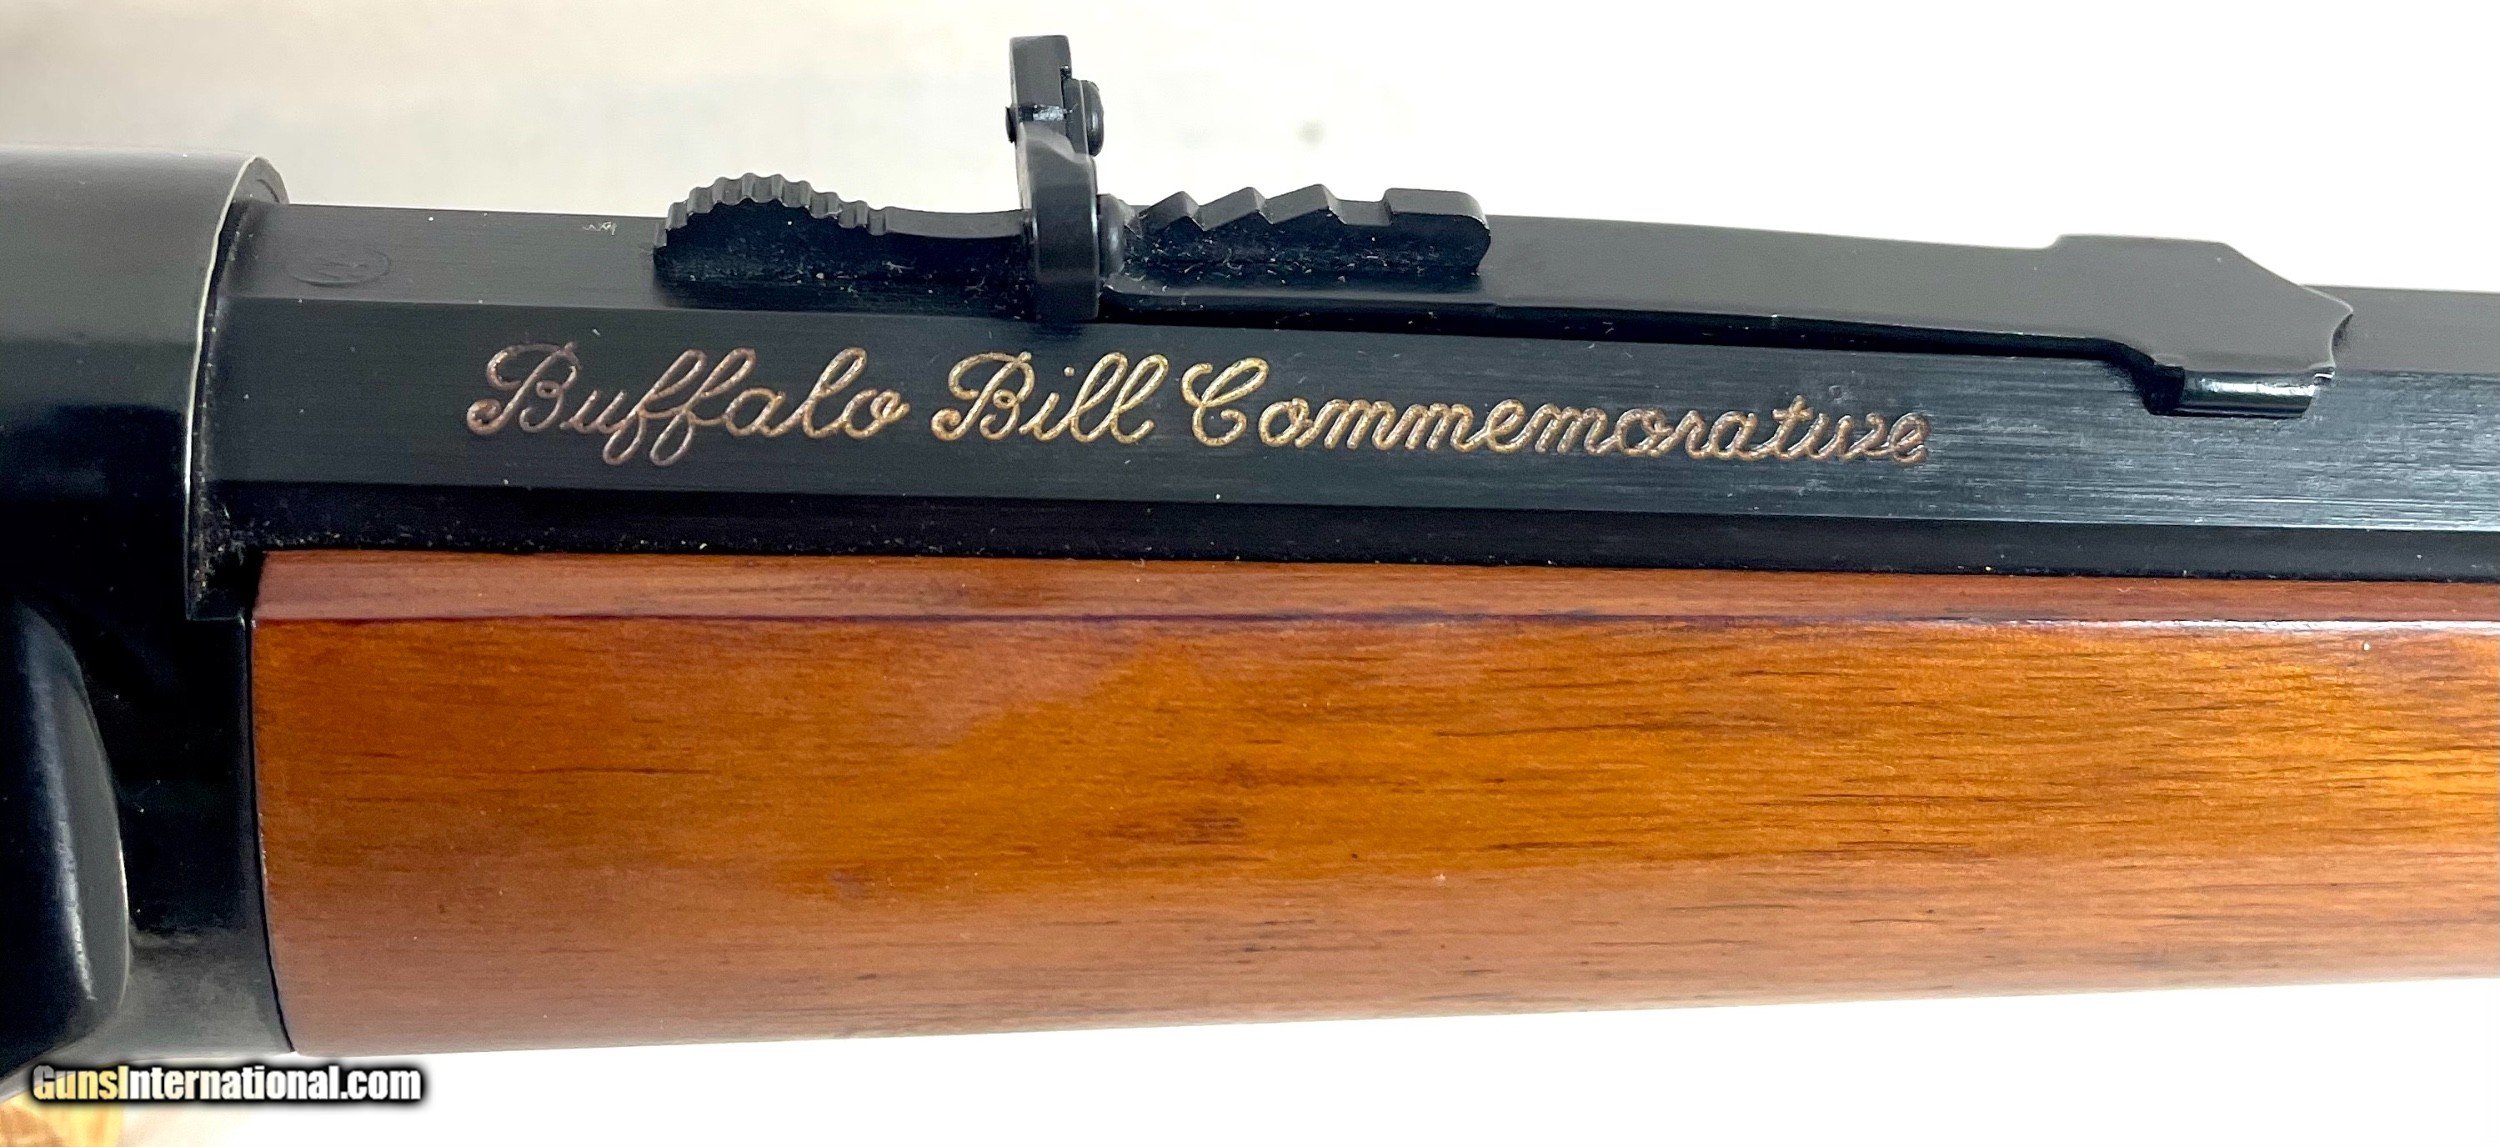 Buffalo Bill Commemorative
GunsInternational.com